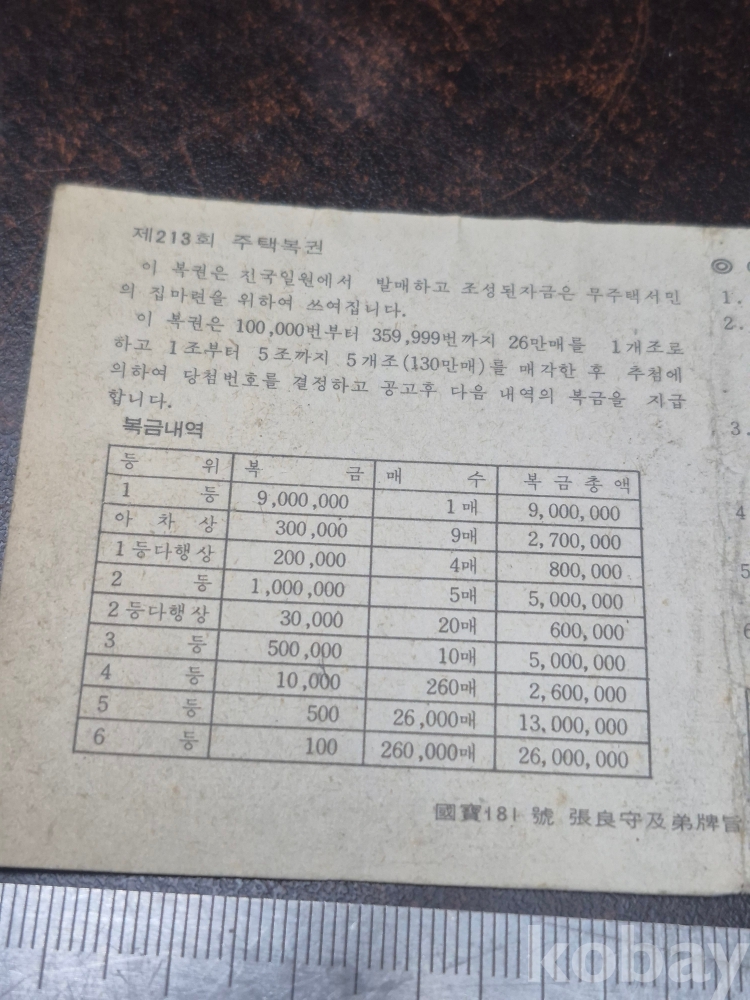 제213회 주택복권
이 복권은 전국일원에서 발매하고 조성된자금은 무주택서민
의 집마련을 위하여 쓰여집니다.
이 복권은 100,000번부터 359,999번까지 26만매를 1개조로
하고 1조부터 5조까지 5개조(130만매)를 매각한 후 추첨에
의하여 당첨번호를 결정하고 공고후 다음 내역의 복금을 지급
합니다.
복금내역
등 위 복 금 매 수 복 금 총 액
1 등 9,000,000 1매 9,000,000
아 차 상 300,000 9매 2,700,000
1등다행상 200,000 4매 800,000
2 등 1,000,000 5매 5,000,000
2등다행상 30,000 20매 600,000
3 등 500,000 10매 5,000,000
4 등 10,000 260매 2,600,000
5 등 500 26,000매 13,000,000
6 등 100 260,000매 26,000,000
國寶181號 張良守及弟牌旨
◎
1.
2.
3.
4
5
6
kobay